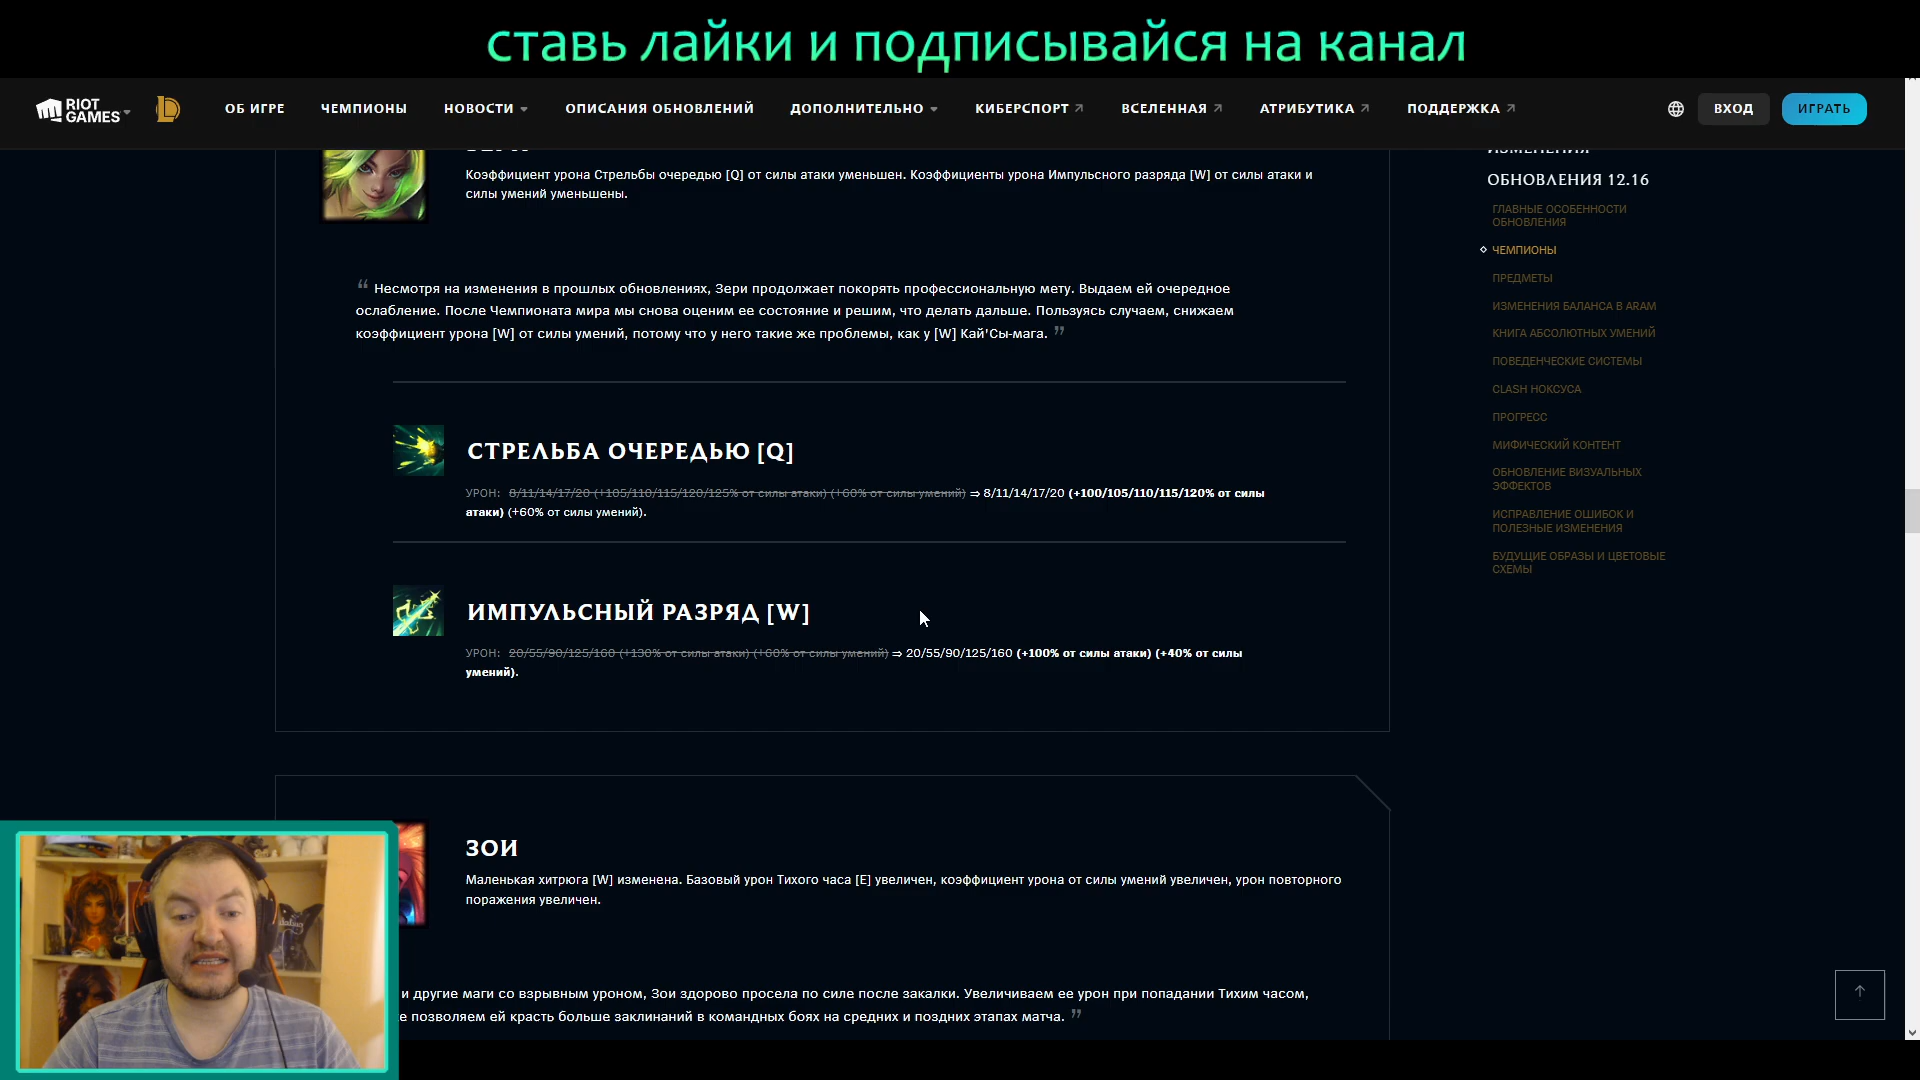 ставь лайки и подписывайся на канал
RIOT GAMES
ОБ ИГРЕ ЧЕМПИОНЫ НОВОСТИ ОПИСАНИЯ ОБНОВЛЕНИЙ ДОПОЛНИТЕЛЬНО КИБЕРСПОРТ ВСЕЛЕННАЯ АТРИБУТИКА ПОДДЕРЖКА ВХОД ИГРАТЬ
Коэффициент урона Стрельбы очередью [Q] от силы атаки уменьшен. Коэффициенты урона Импульсного разряда [W] от силы атаки и
силы умений уменьшены.
“ Несмотря на изменения в прошлых обновлениях, Зери продолжает покорять профессиональную мету. Выдаем ей очередное
ослабление. После Чемпионата мира мы снова оценим ее состояние и решим, что делать дальше. Пользуясь случаем, снижаем
коэффициент урона [W] от силы умений, потому что у него такие же проблемы, как у [W] Кай'Сы-мага. ”
СТРЕЛЬБА ОЧЕРЕДЬЮ [Q]
УРОН: 8/11/14/17/20 (+105/110/115/120/125% от силы атаки) (+60% от силы умений) ⇒ 8/11/14/17/20 (+100/105/110/115/120% от силы
атаки) (+60% от силы умений).
ИМПУЛЬСНЫЙ РАЗРЯД [W]
УРОН: 20/55/90/125/160 (+130% от силы атаки) (+60% от силы умений) ⇒ 20/55/90/125/160 (+100% от силы атаки) (+40% от силы
умений).
ЗОИ
Маленькая хитрюга [W] изменена. Базовый урон Тихого часа [E] увеличен, коэффициент урона от силы умений увеличен, урон повторного
поражения увеличен.
и другие маги со взрывным уроном, Зои здорово просела по силе после закалки. Увеличиваем ее урон при попадании Тихим часом,
е позволяем ей красть больше заклинаний в командных боях на средних и поздних этапах матча. ”
ИЗМЕНЕНИЯ
ОБНОВЛЕНИЯ 12.16
ГЛАВНЫЕ ОСОБЕННОСТИ
ОБНОВЛЕНИЯ
ЧЕМПИОНЫ
ПРЕДМЕТЫ
ИЗМЕНЕНИЯ БАЛАНСА В ARAM
КНИГА АБСОЛЮТНЫХ УМЕНИЙ
ПОВЕДЕНЧЕСКИЕ СИСТЕМЫ
CLASH НОКСУСА
ПРОГРЕСС
МИФИЧЕСКИЙ КОНТЕНТ
ОБНОВЛЕНИЕ ВИЗУАЛЬНЫХ
ЭФФЕКТОВ
ИСПРАВЛЕНИЕ ОШИБОК И
ПОЛЕЗНЫЕ ИЗМЕНЕНИЯ
БУДУЩИЕ ОБРАЗЫ И ЦВЕТОВЫЕ
СХЕМЫ